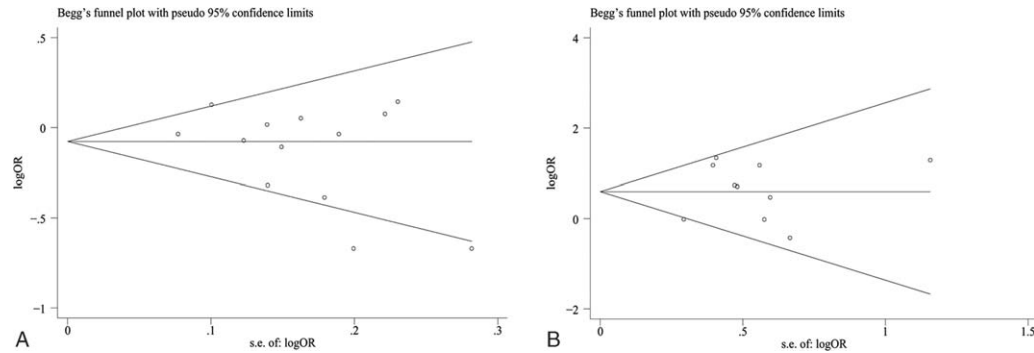 Begg's funnel plot with pseudo 95% confidence limits
.5
0
−.5
−1
logOR
0
.1
.2
.3
s.e. of: logOR
A
Begg's funnel plot with pseudo 95% confidence limits
4
2
0
−2
logOR
0
.5
1
1.5
s.e. of: logOR
B